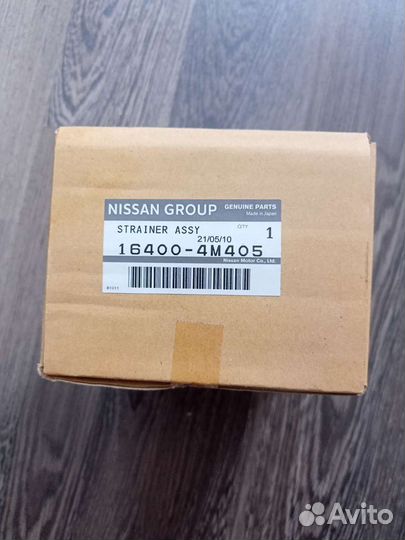 NISSAN GROUP GENUINE PARTS
Made in Japan
STRAINER ASSY QTY 1
21/05/10
16400-4M405
Nissan Motor Co., Ltd.
Avito